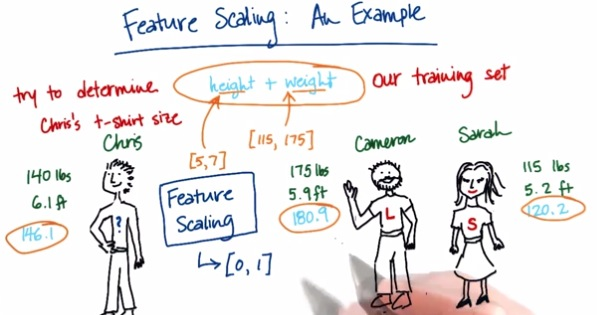 Feature Scaling: An Example
try to determine
Chris's t-shirt size
height + weight
our training set
[5,7]
[115, 175]
Chris
140 lbs
6.1 ft
146.1
?
Feature
Scaling
↳ [0, 1]
Cameron
175 lbs
5.9 ft
180.9
L
Sarah
115 lbs
5.2 ft
120.2
S